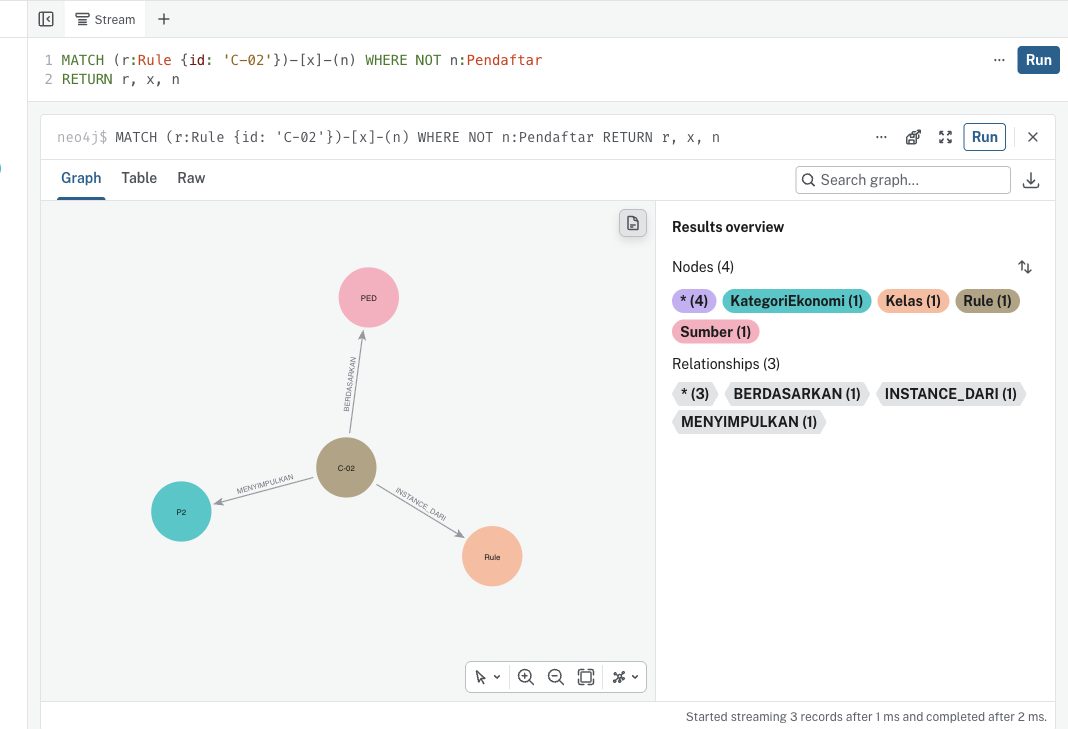 Stream
1 MATCH (r:Rule {id: 'C-02'})-[x]-(n) WHERE NOT n:Pendaftar
2 RETURN r, x, n
Run
neo4j$ MATCH (r:Rule {id: 'C-02'})-[x]-(n) WHERE NOT n:Pendaftar RETURN r, x, n
Run
Graph Table Raw
Search graph...
PED
BERDASARKAN
C-02
MENYIMPULKAN
P2
INSTANCE_DARI
Rule
Results overview
Nodes (4)
* (4) KategoriEkonomi (1) Kelas (1) Rule (1)
Sumber (1)
Relationships (3)
* (3) BERDASARKAN (1) INSTANCE_DARI (1)
MENYIMPULKAN (1)
Started streaming 3 records after 1 ms and completed after 2 ms.